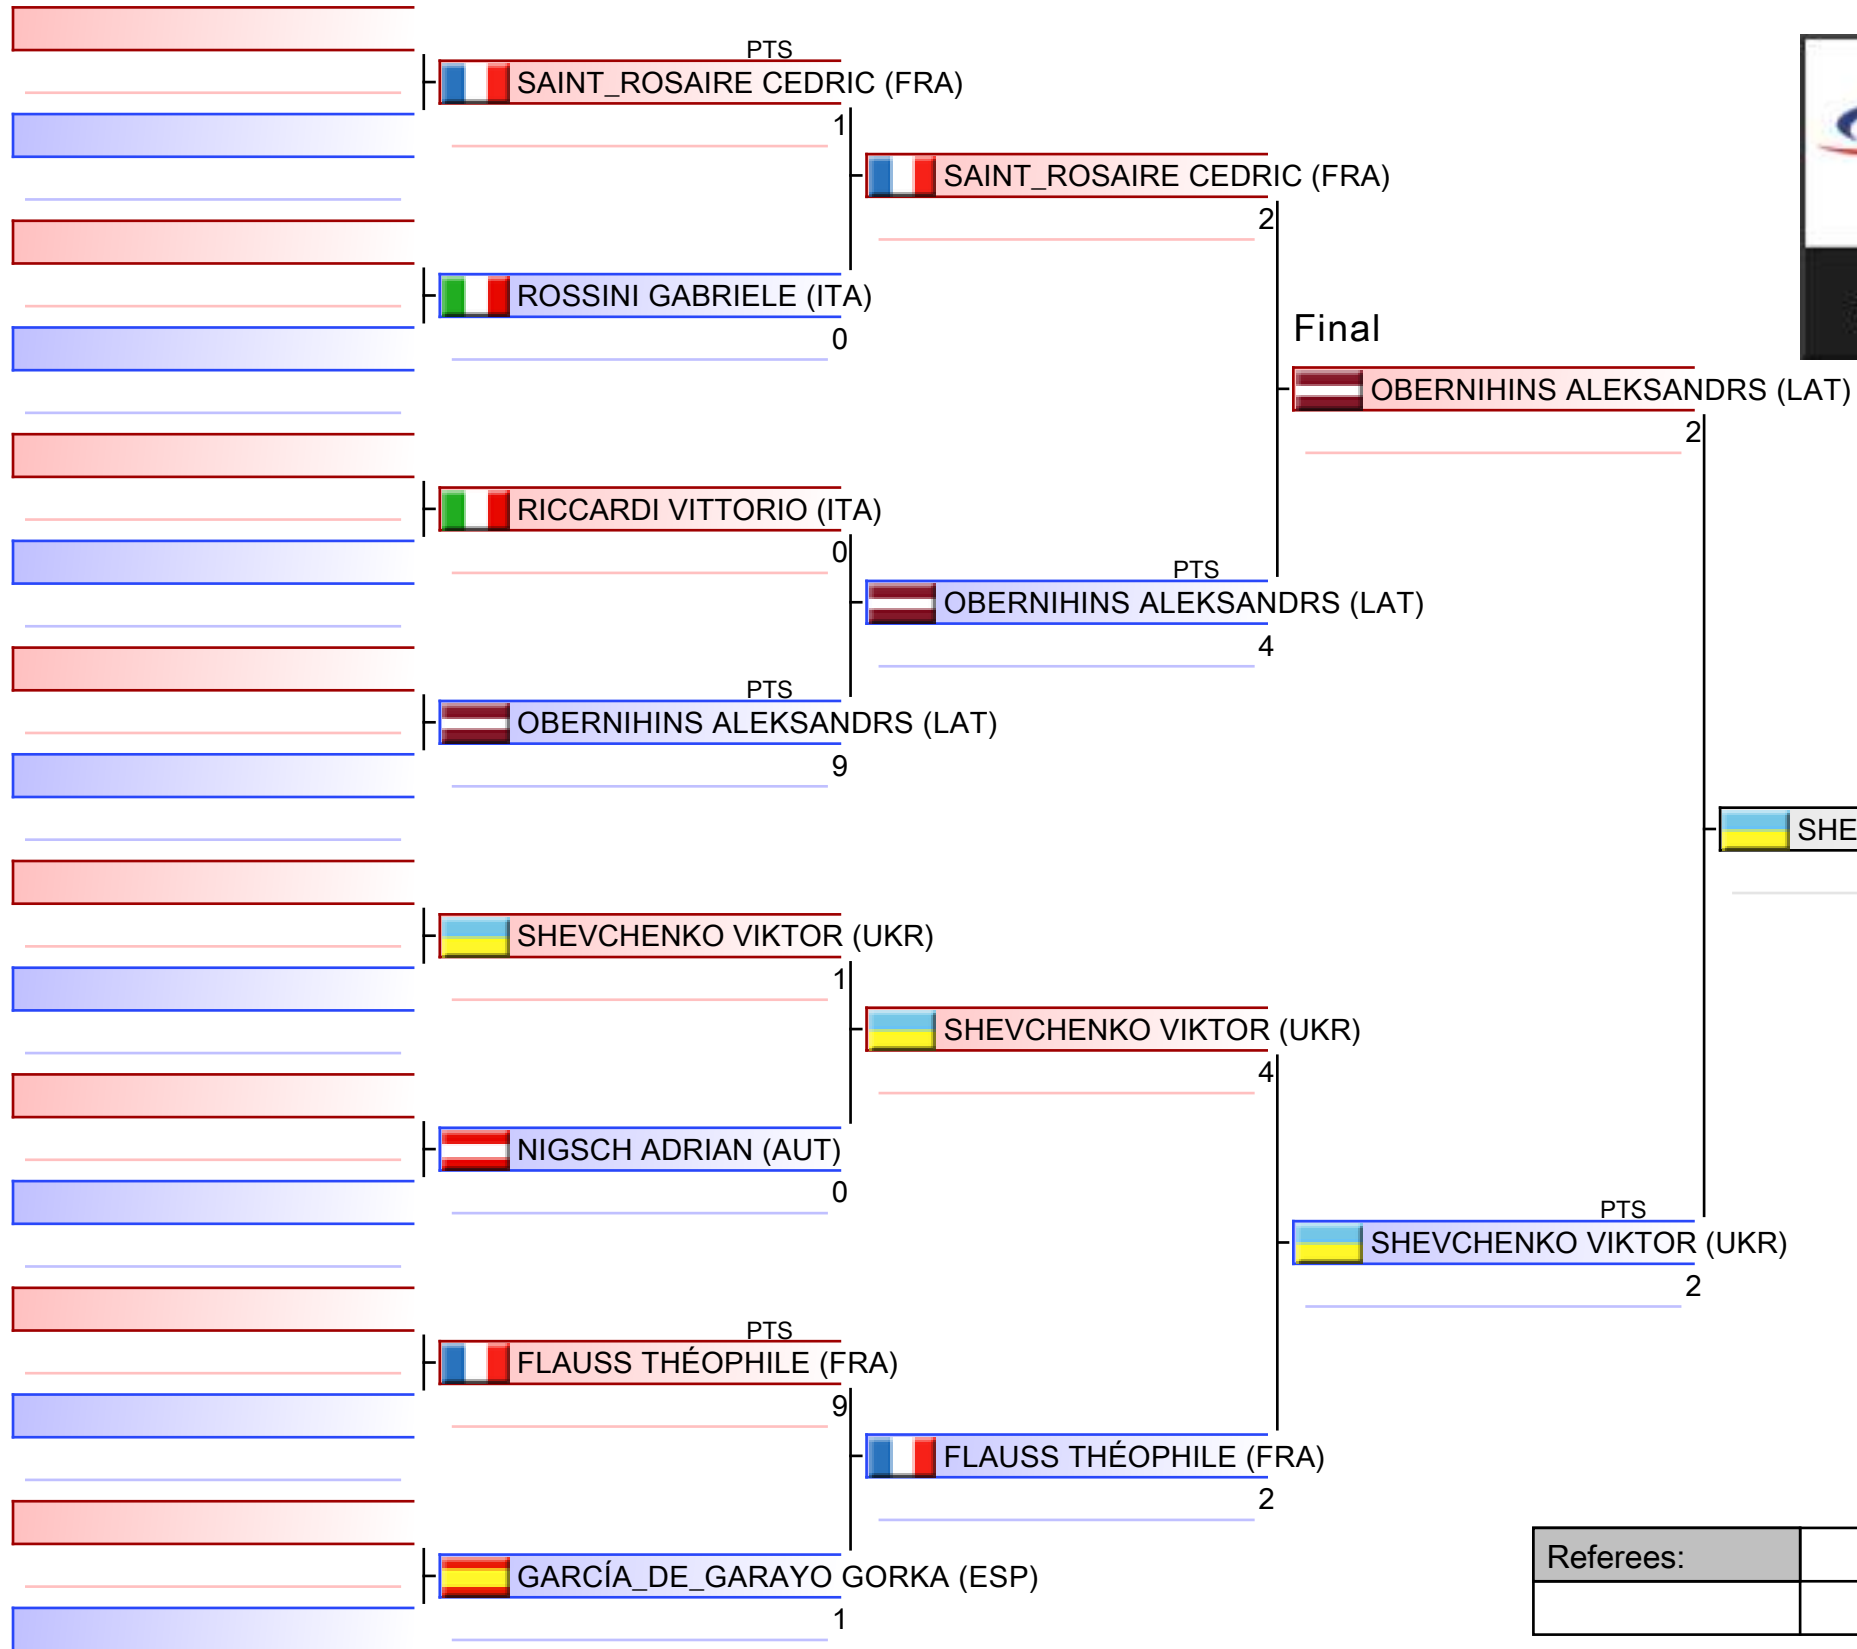 PTS
SAINT_ROSAIRE CEDRIC (FRA)
1
SAINT_ROSAIRE CEDRIC (FRA)
2
ROSSINI GABRIELE (ITA)
0
Final
OBERNIHINS ALEKSANDRS (LAT)
2
RICCARDI VITTORIO (ITA)
0
PTS
OBERNIHINS ALEKSANDRS (LAT)
4
PTS
OBERNIHINS ALEKSANDRS (LAT)
9
SHE
SHEVCHENKO VIKTOR (UKR)
1
SHEVCHENKO VIKTOR (UKR)
4
NIGSCH ADRIAN (AUT)
0
PTS
SHEVCHENKO VIKTOR (UKR)
2
PTS
FLAUSS THÉOPHILE (FRA)
9
FLAUSS THÉOPHILE (FRA)
2
GARCÍA_DE_GARAYO GORKA (ESP)
1
Referees: